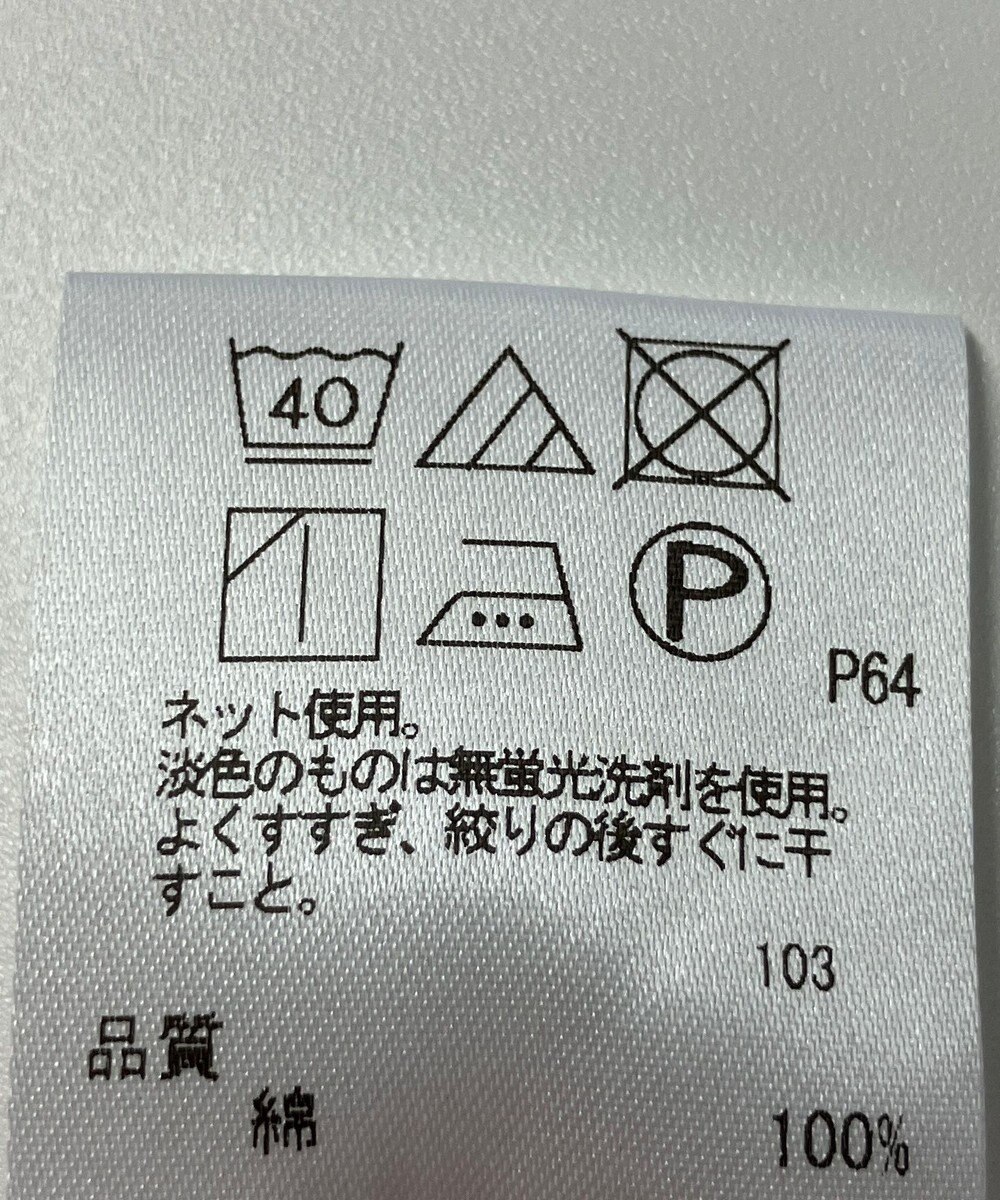 40
P
P64
ネット使用。
淡色のものは無蛍光洗剤を使用。
よくすすぎ、絞りの後すぐに干
すこと。
103
品質
綿 100%